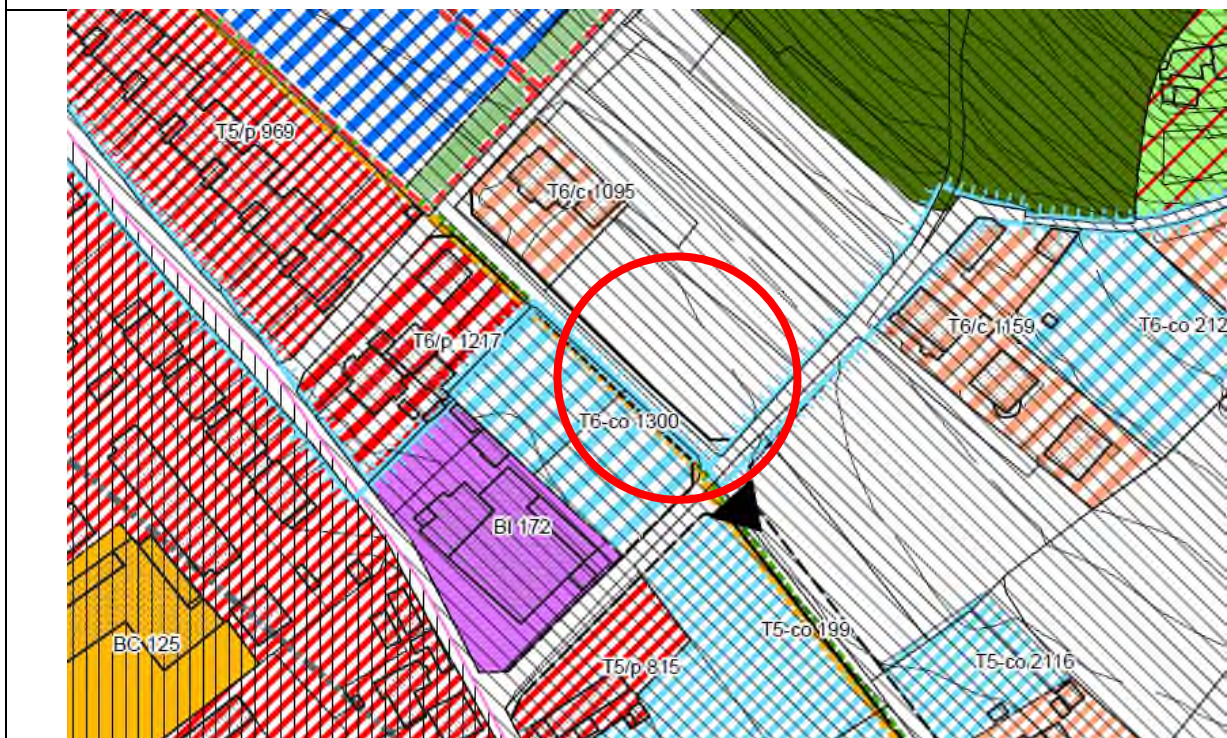 T5/p 969
T6/c 1095
T6/p 1217
T6/c 1159
T6-co 212
T6-co 1300
BI 172
T5-co 199
BC 125
T5/p 815
T5-co 2116